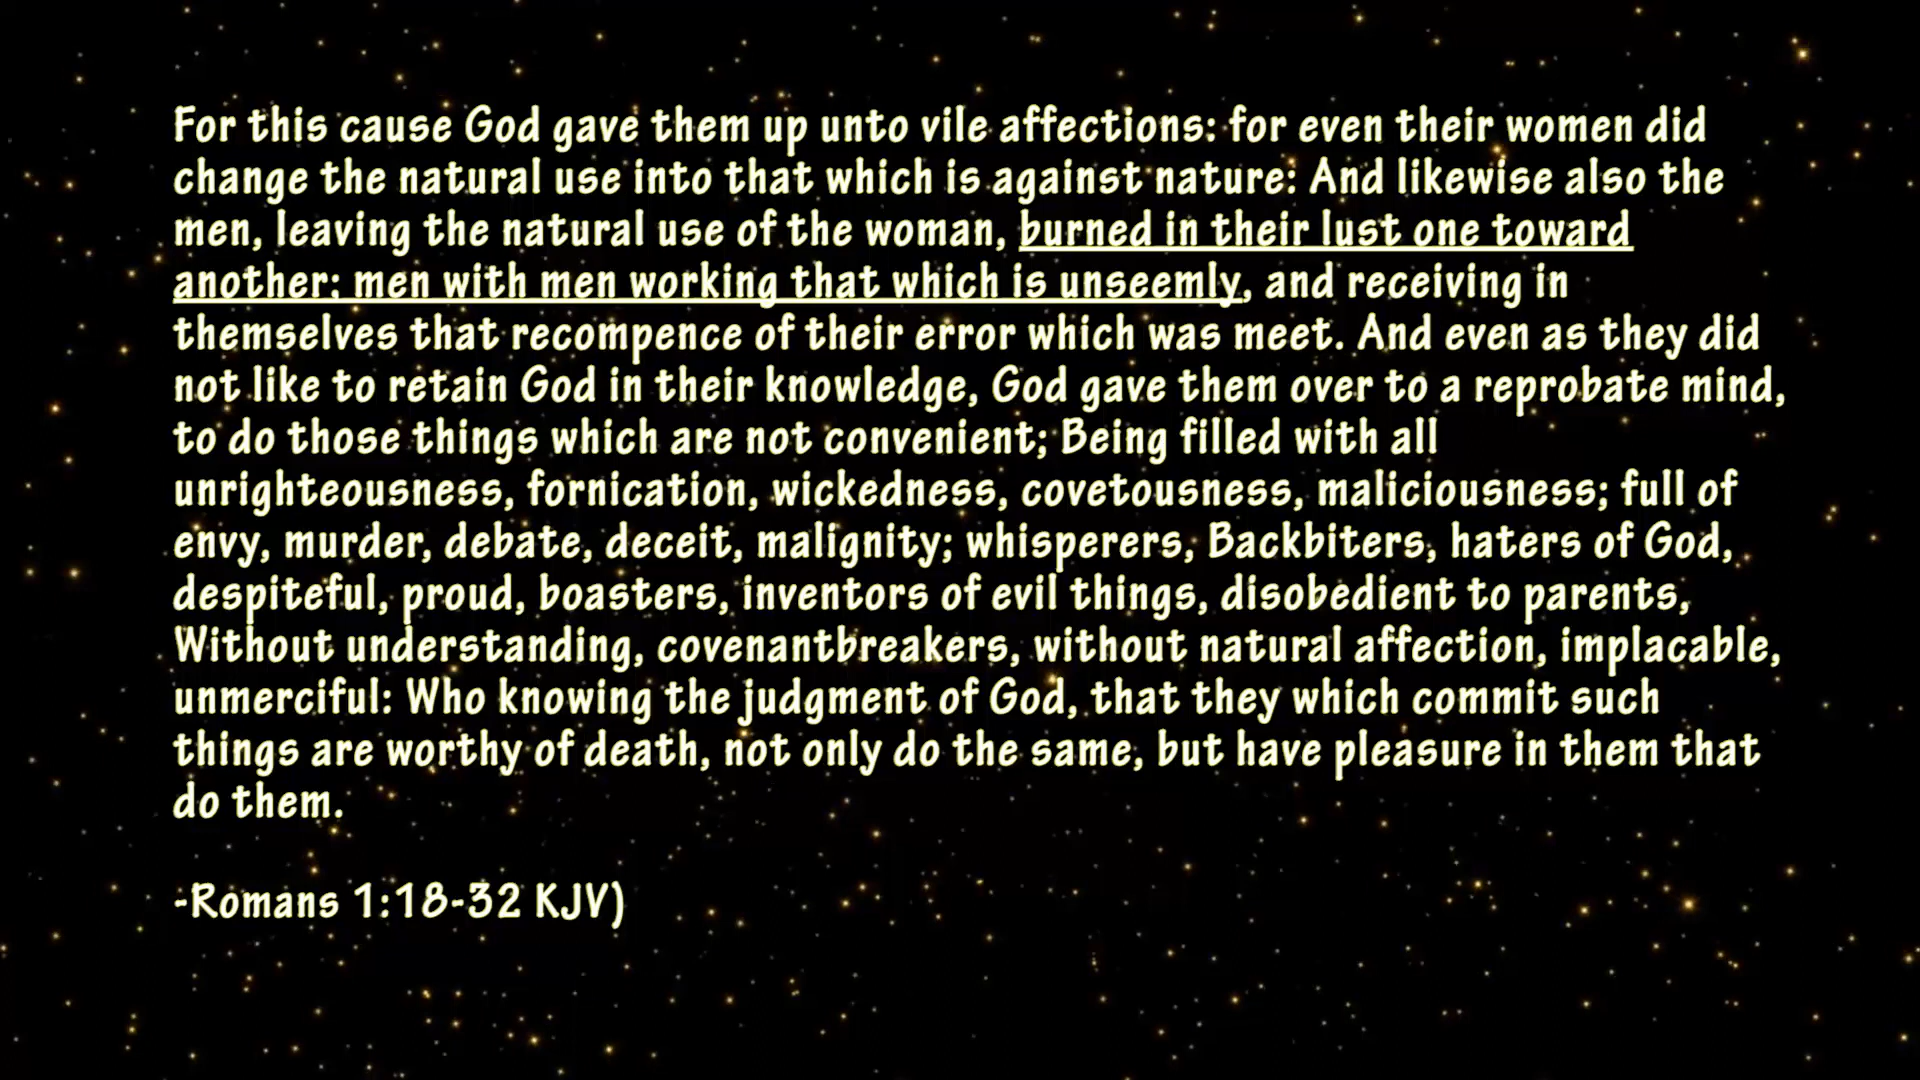 For this cause God gave them up unto vile affections: for even their women did
change the natural use into that which is against nature: And likewise also the
men, leaving the natural use of the woman, burned in their lust one toward
another; men with men working that which is unseemly, and receiving in
themselves that recompence of their error which was meet. And even as they did
not like to retain God in their knowledge, God gave them over to a reprobate mind,
to do those things which are not convenient; Being filled with all
unrighteousness, fornication, wickedness, covetousness, maliciousness; full of
envy, murder, debate, deceit, malignity; whisperers, Backbiters, haters of God,
despiteful, proud, boasters, inventors of evil things, disobedient to parents,
Without understanding, covenantbreakers, without natural affection, implacable,
unmerciful: Who knowing the judgment of God, that they which commit such
things are worthy of death, not only do the same, but have pleasure in them that
do them.
-Romans 1:18-32 KJV)